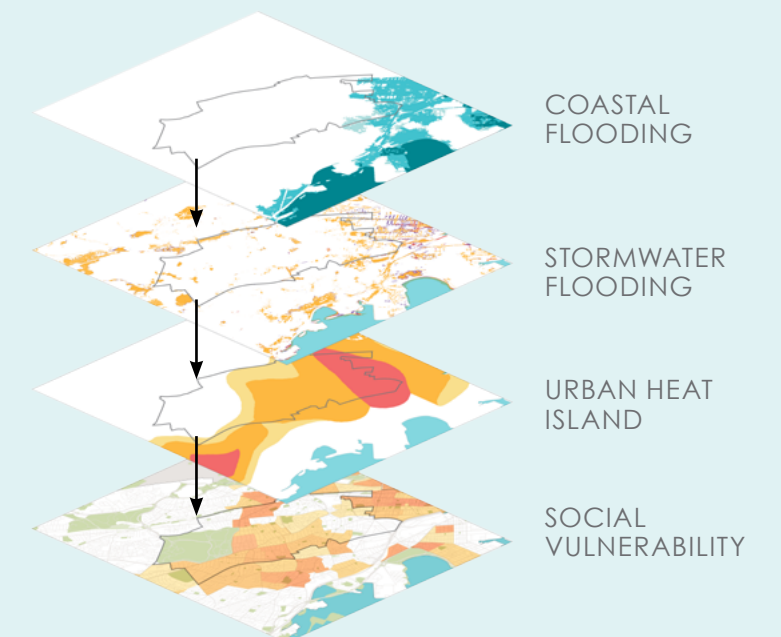 COASTAL
FLOODING
STORMWATER
FLOODING
URBAN HEAT
ISLAND
SOCIAL
VULNERABILITY